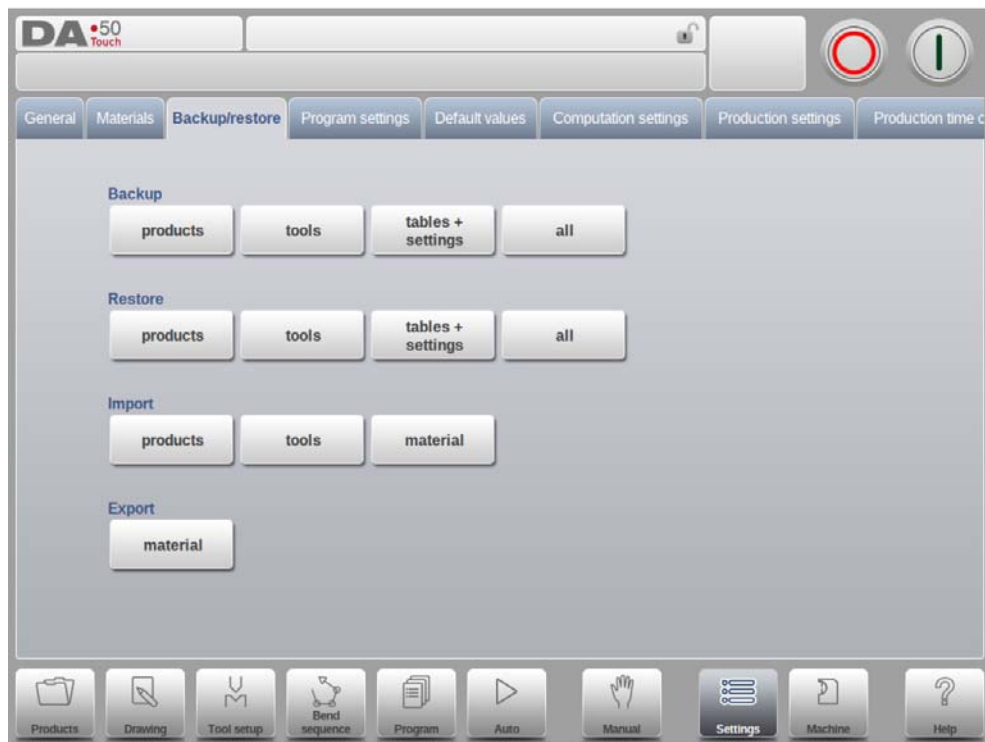 DA•50
Touch
General Materials Backup/restore Program settings Default values Computation settings Production settings Production time c
Backup
products tools tables + settings all
Restore
products tools tables + settings all
Import
products tools material
Export
material
Products Drawing Tool setup Bend sequence Program Auto Manual Settings Machine Help